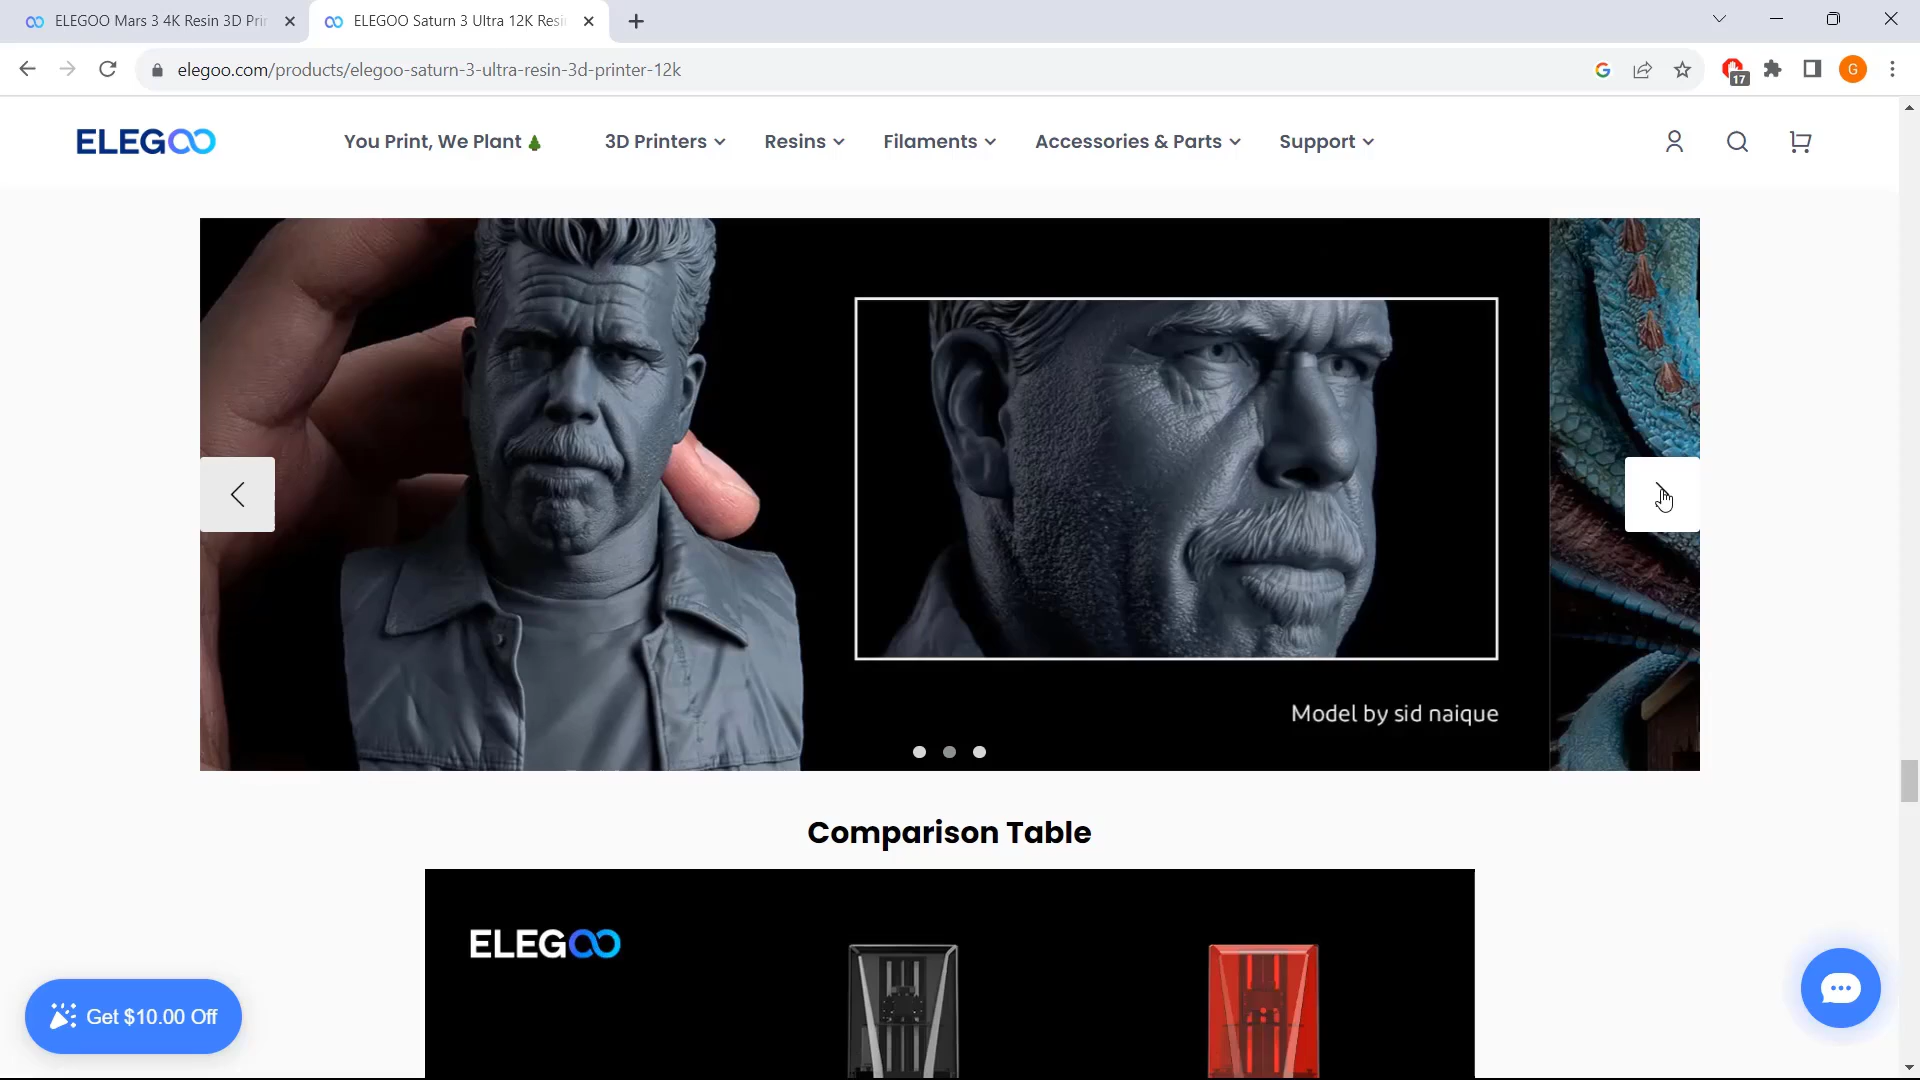 ELEGOO Mars 3 4K Resin 3D Prin
ELEGOO Saturn 3 Ultra 12K Resi
elegoo.com/products/elegoo-saturn-3-ultra-resin-3d-printer-12k
17
G
ELEGOO
You Print, We Plant
3D Printers
Resins
Filaments
Accessories & Parts
Support
Model by sid naique
Comparison Table
ELEGOO
Get $10.00 Off